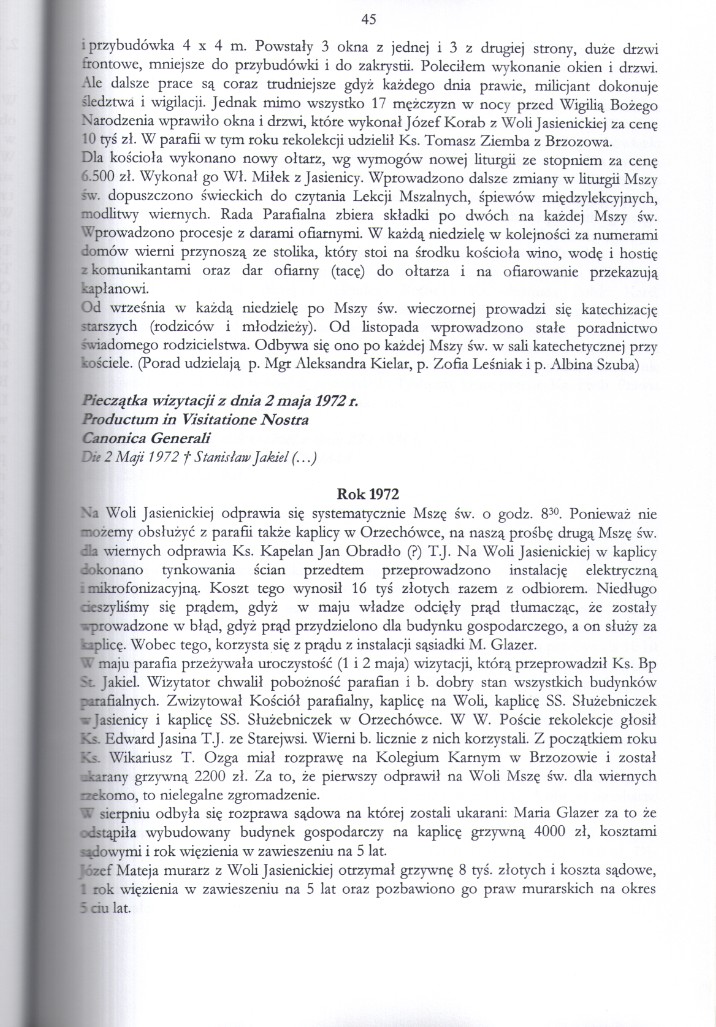 45
i przybudówka 4 x 4 m. Powstały 3 okna z jednej i 3 z drugiej strony, duże drzwi
frontowe, mniejsze do przybudówki i do zakrystii. Poleciłem wykonanie okien i drzwi.
Ale dalsze prace są coraz trudniejsze gdyż każdego dnia prawie, milicjant dokonuje
śledztwa i wigilacji. Jednak mimo wszystko 17 mężczyzn w nocy przed Wigilią Bożego
Narodzenia wprawiło okna i drzwi, które wykonał Józef Korab z Woli Jasienickiej za cenę
10 tyś zł. W parafii w tym roku rekolekcji udzielił Ks. Tomasz Ziemba z Brzozowa.
Dla kościoła wykonano nowy ołtarz, wg wymogów nowej liturgii ze stopniem za cenę
6.500 zł. Wykonał go Wł. Miłek z Jasienicy. Wprowadzono dalsze zmiany w liturgii Mszy
św. dopuszczono świeckich do czytania Lekcji Mszalnych, śpiewów międzylekcyjnych,
modlitwy wiernych. Rada Parafialna zbiera składki po dwóch na każdej Mszy św.
Wprowadzono procesje z darami ofiarnymi. W każdą niedzielę w kolejności za numerami
domów wierni przynoszą ze stolika, który stoi na środku kościoła wino, wodę i hostię
z komunikantami oraz dar ofiarny (tacę) do ołtarza i na ofiarowanie przekazują
kapłanowi.
Od września w każdą niedzielę po Mszy św. wieczornej prowadzi się katechizację
starszych (rodziców i młodzieży). Od listopada wprowadzono stałe poradnictwo
świadomego rodzicielstwa. Odbywa się ono po każdej Mszy św. w sali katechetycznej przy
kościele. (Porad udzielają p. Mgr Aleksandra Kielar, p. Zofia Leśniak i p. Albina Szuba)
Pieczątka wizytacji z dnia 2 maja 1972 r.
Productum in Visitatione Nostra
Canonica Generali
Die 2 Maji 1972 † Stanisław Jakiel (...)
Rok 1972
Na Woli Jasienickiej odprawia się systematycznie Mszę św. o godz. 8³⁰. Ponieważ nie
możemy obsłużyć z parafii także kaplicy w Orzechówce, na naszą prośbę drugą Mszę św.
dla wiernych odprawia Ks. Kapelan Jan Obradło (?) T.J. Na Woli Jasienickiej w kaplicy
dokonano tynkowania ścian przedtem przeprowadzono instalację elektryczną
i mikrofonizacyjną. Koszt tego wynosił 16 tyś złotych razem z odbiorem. Niedługo
cieszyliśmy się prądem, gdyż w maju władze odcięły prąd tłumacząc, że zostały
wprowadzone w błąd, gdyż prąd przydzielono dla budynku gospodarczego, a on służy za
kaplicę. Wobec tego, korzysta się z prądu z instalacji sąsiadki M. Glazer.
W maju parafia przeżywała uroczystość (1 i 2 maja) wizytacji, którą przeprowadził Ks. Bp
St. Jakiel. Wizytator chwalił pobożność parafian i b. dobry stan wszystkich budynków
parafialnych. Zwizytował Kościół parafialny, kaplicę na Woli, kaplicę SS. Służebniczek
w Jasienicy i kaplicę SS. Służebniczek w Orzechówce. W W. Poście rekolekcje głosił
Ks. Edward Jasina T.J. ze Starejwsi. Wierni b. licznie z nich korzystali. Z początkiem roku
Ks. Wikariusz T. Ozga miał rozprawę na Kolegium Karnym w Brzozowie i został
ukarany grzywną 2200 zł. Za to, że pierwszy odprawił na Woli Mszę św. dla wiernych
rzekomo, to nielegalne zgromadzenie.
W sierpniu odbyła się rozprawa sądowa na której zostali ukarani: Maria Glazer za to że
odstąpiła wybudowany budynek gospodarczy na kaplicę grzywną 4000 zł, kosztami
sądowymi i rok więzienia w zawieszeniu na 5 lat.
Józef Mateja murarz z Woli Jasienickiej otrzymał grzywnę 8 tyś. złotych i koszta sądowe,
1 rok więzienia w zawieszeniu na 5 lat oraz pozbawiono go praw murarskich na okres
5 ciu lat.